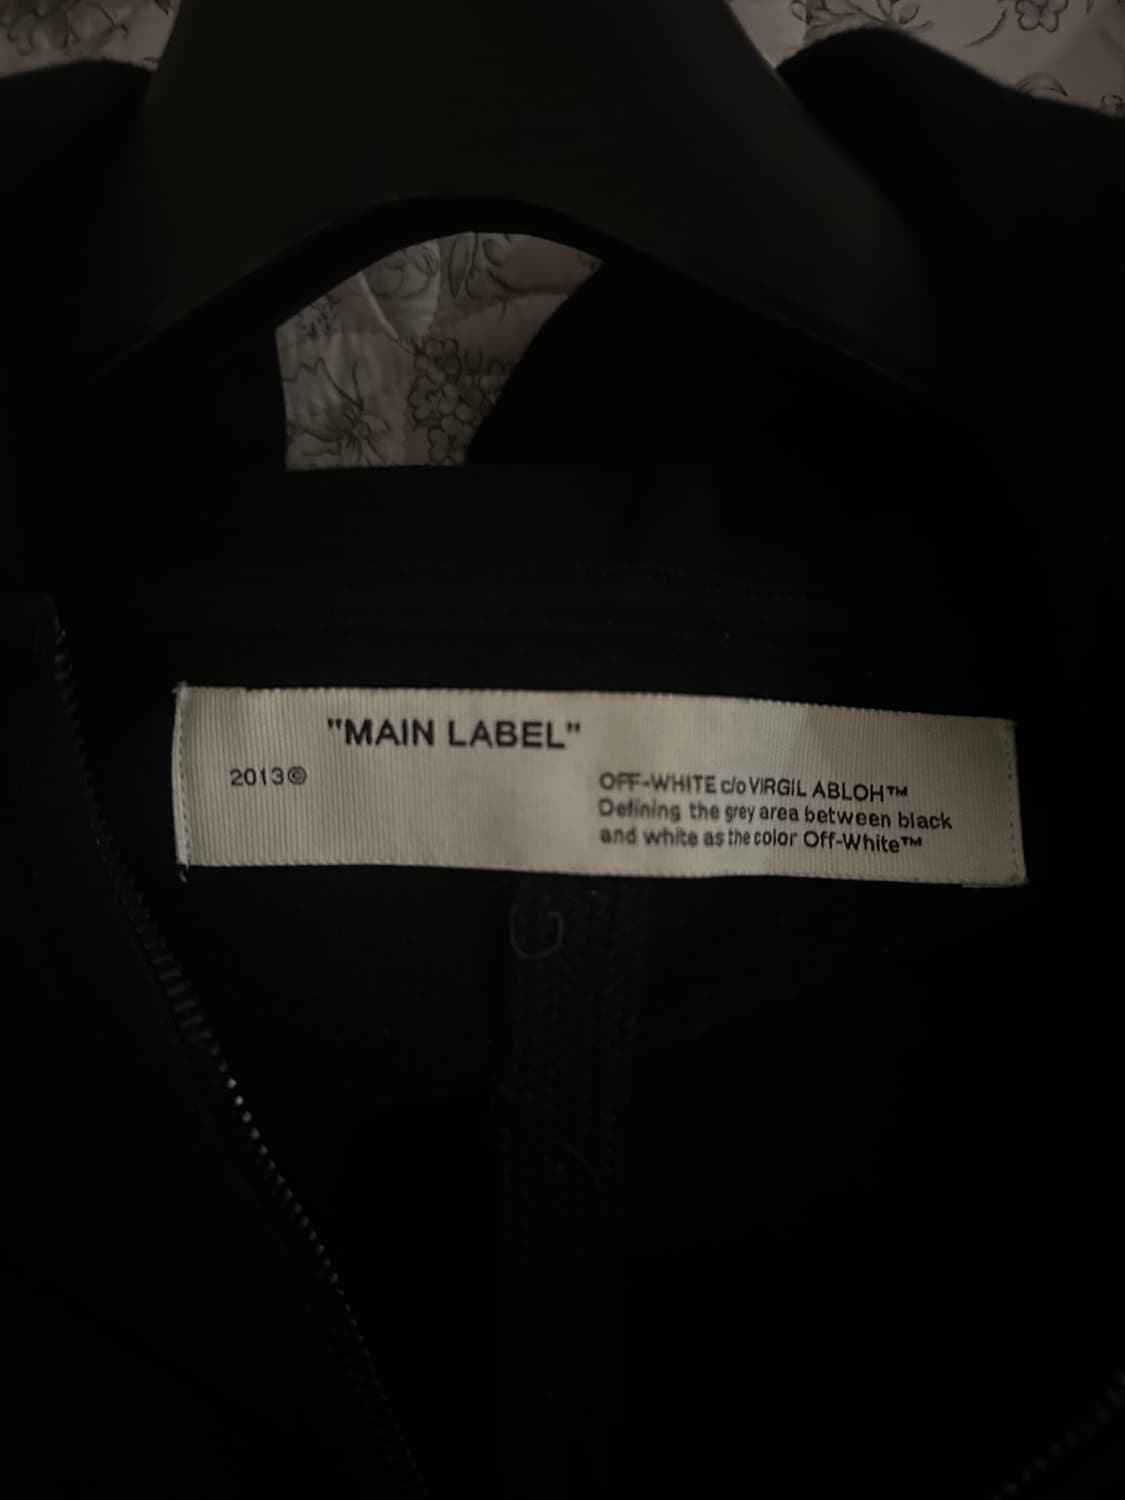 "MAIN LABEL"
2013©
OFF-WHITE c/o VIRGIL ABLOH™
Defining the grey area between black
and white as the color Off-White™